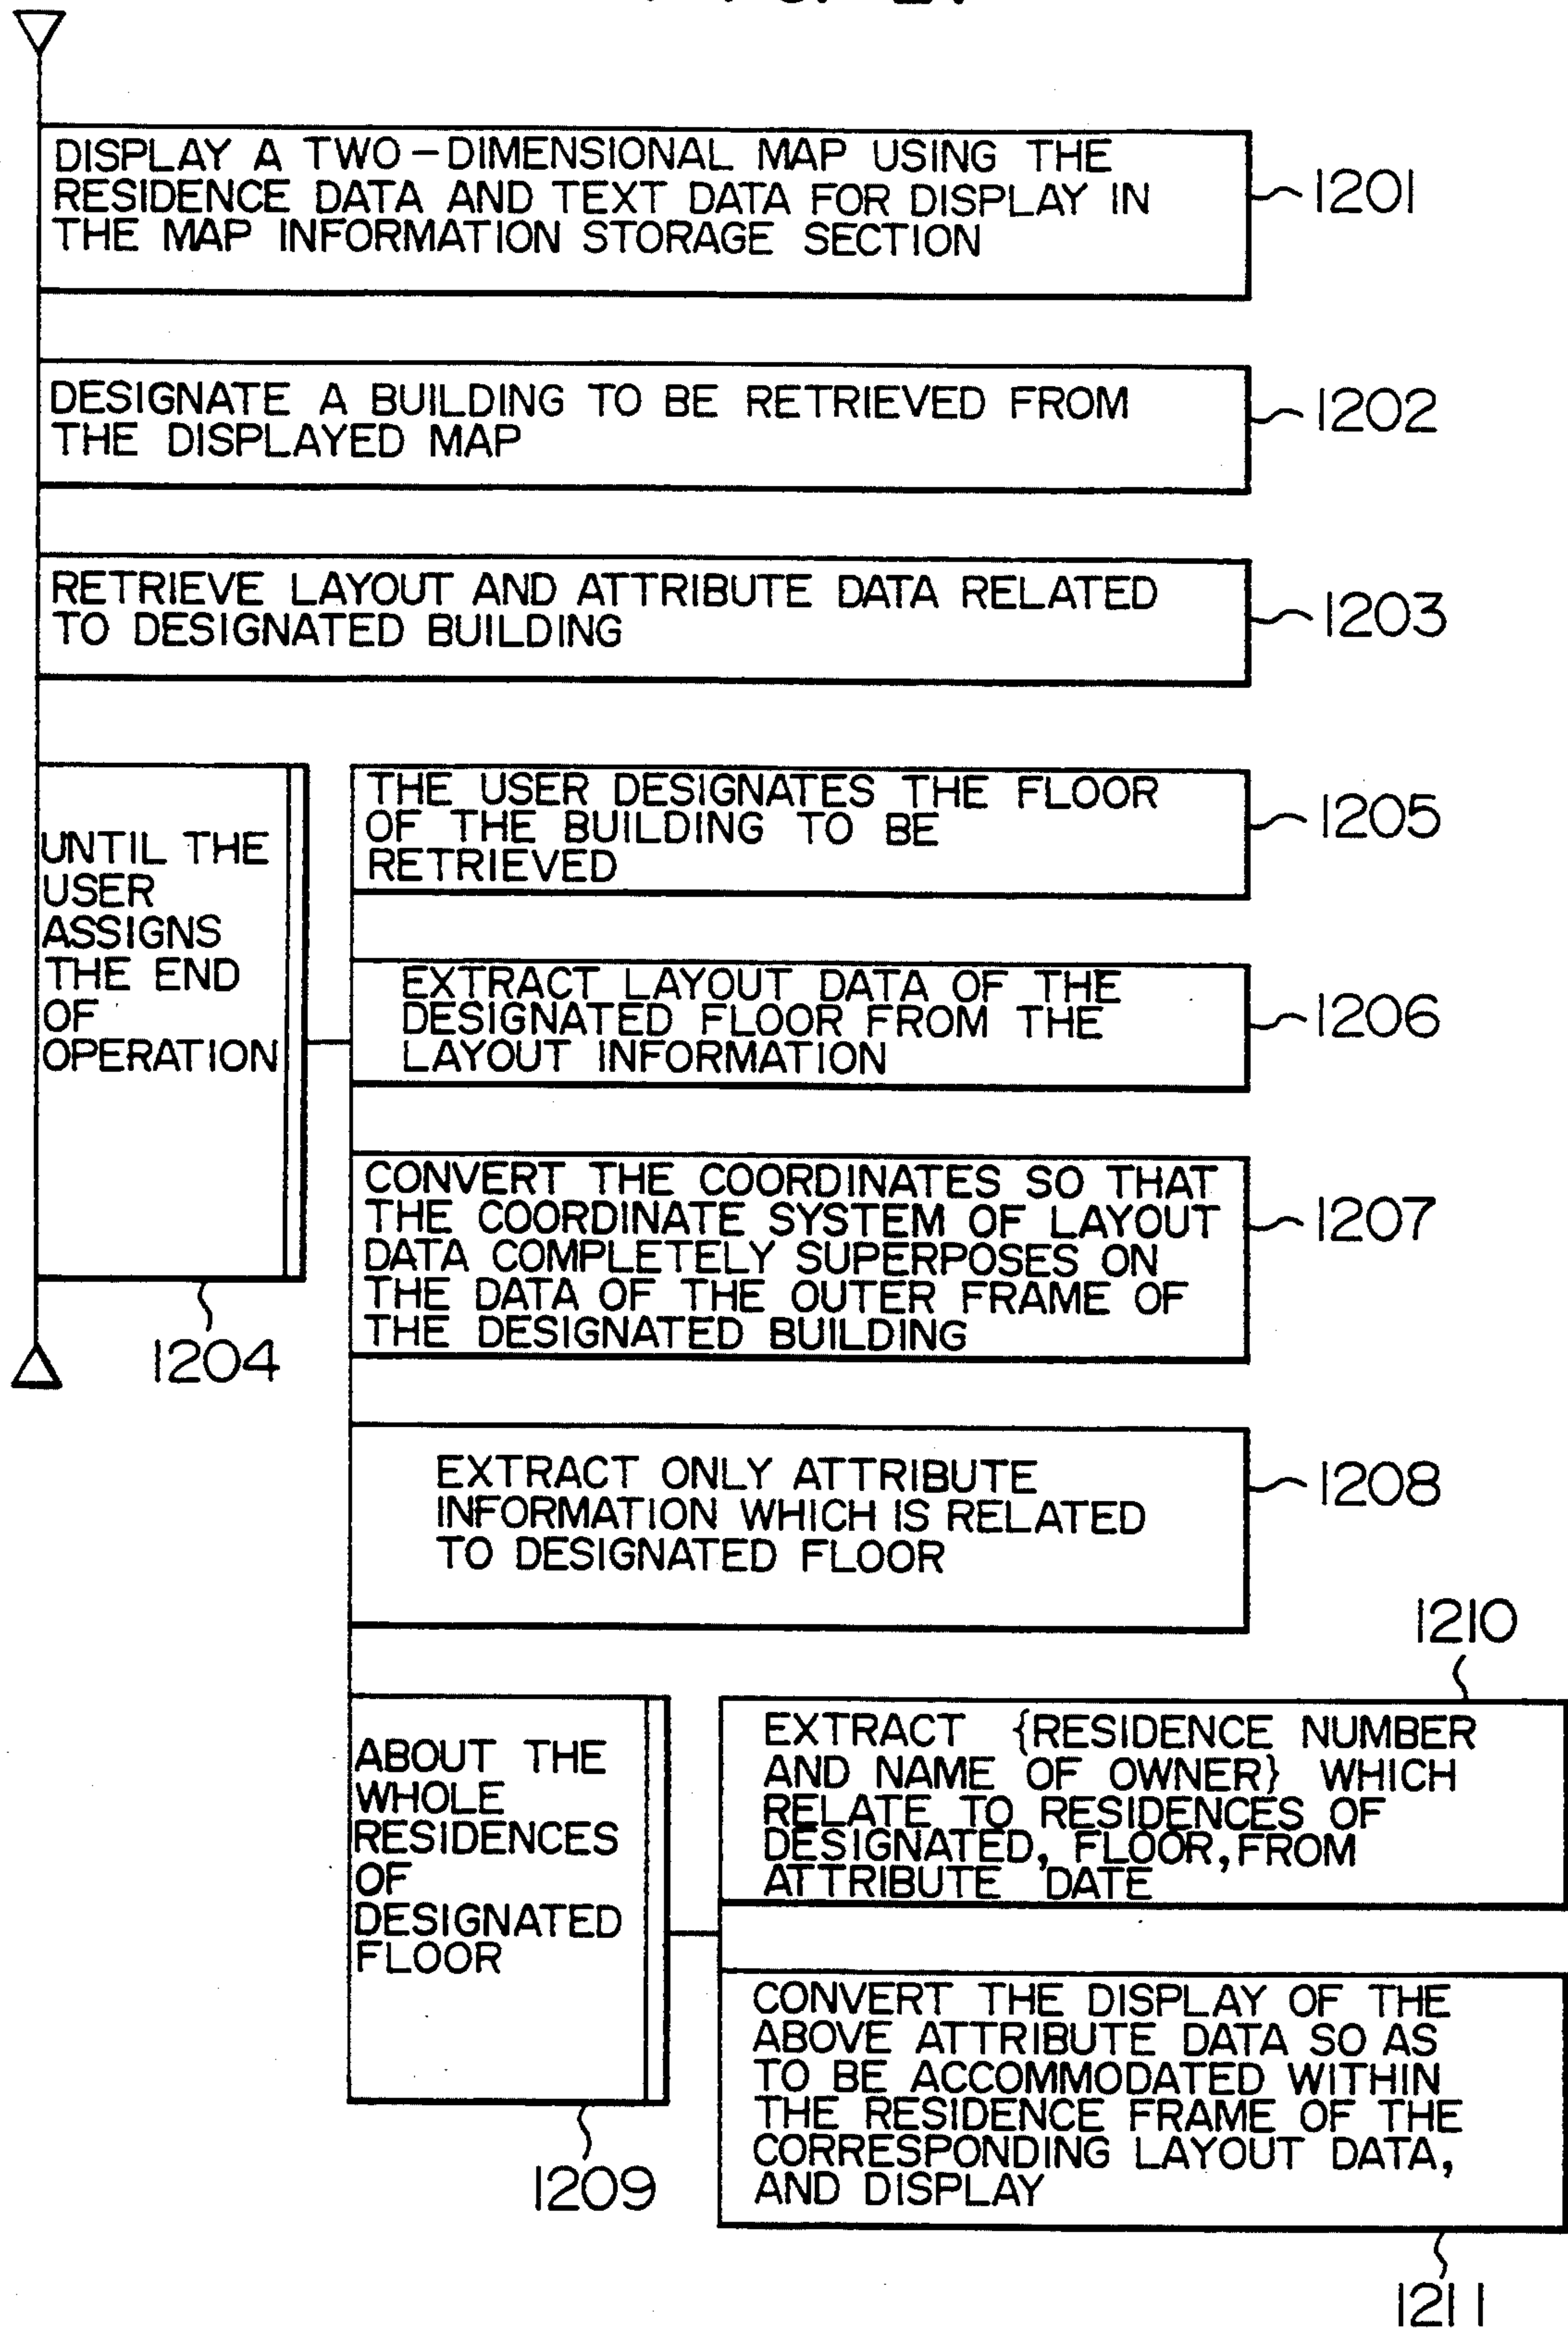 DISPLAY A TWO-DIMENSIONAL MAP USING THE
RESIDENCE DATA AND TEXT DATA FOR DISPLAY IN
THE MAP INFORMATION STORAGE SECTION
1201
DESIGNATE A BUILDING TO BE RETRIEVED FROM
THE DISPLAYED MAP
1202
RETRIEVE LAYOUT AND ATTRIBUTE DATA RELATED
TO DESIGNATED BUILDING
1203
UNTIL THE
USER
ASSIGNS
THE END
OF
OPERATION
1204
THE USER DESIGNATES THE FLOOR
OF THE BUILDING TO BE
RETRIEVED
1205
EXTRACT LAYOUT DATA OF THE
DESIGNATED FLOOR FROM THE
LAYOUT INFORMATION
1206
CONVERT THE COORDINATES SO THAT
THE COORDINATE SYSTEM OF LAYOUT
DATA COMPLETELY SUPERPOSES ON
THE DATA OF THE OUTER FRAME OF
THE DESIGNATED BUILDING
1207
EXTRACT ONLY ATTRIBUTE
INFORMATION WHICH IS RELATED
TO DESIGNATED FLOOR
1208
ABOUT THE
WHOLE
RESIDENCES
OF
DESIGNATED
FLOOR
1209
1210
EXTRACT {RESIDENCE NUMBER
AND NAME OF OWNER} WHICH
RELATE TO RESIDENCES OF
DESIGNATED, FLOOR, FROM
ATTRIBUTE DATE
CONVERT THE DISPLAY OF THE
ABOVE ATTRIBUTE DATA SO AS
TO BE ACCOMMODATED WITHIN
THE RESIDENCE FRAME OF THE
CORRESPONDING LAYOUT DATA,
AND DISPLAY
1211